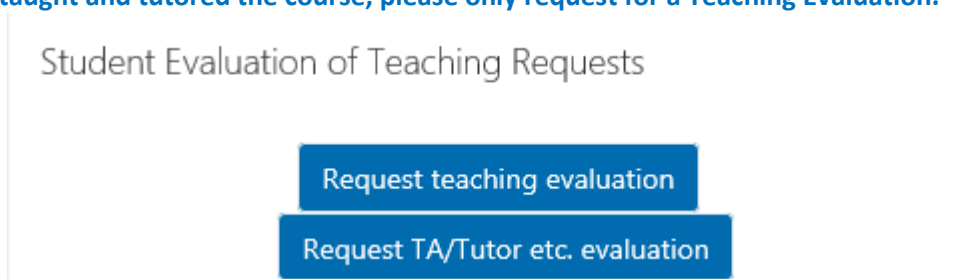 taught and tutored the course, please only request for a Teaching Evaluation.
Student Evaluation of Teaching Requests
Request teaching evaluation
Request TA/Tutor etc. evaluation